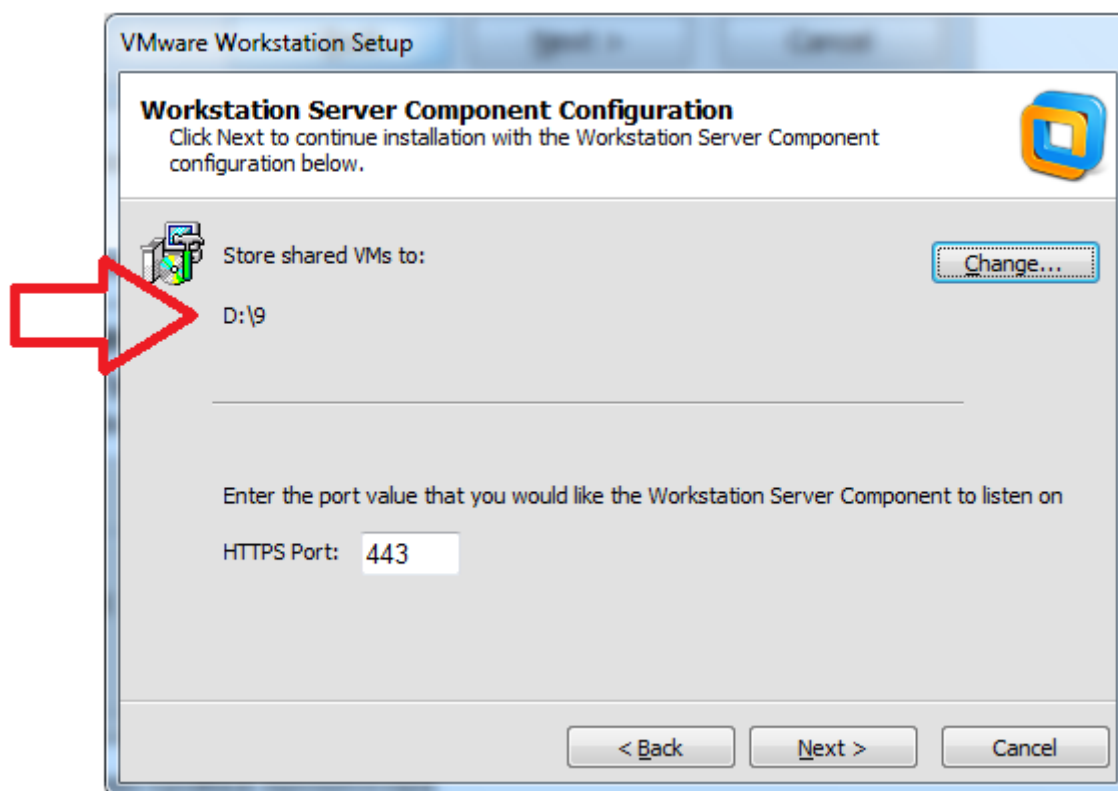 VMware Workstation Setup
Workstation Server Component Configuration
Click Next to continue installation with the Workstation Server Component
configuration below.
Store shared VMs to:
Change...
D:\9
Enter the port value that you would like the Workstation Server Component to listen on
HTTPS Port: 443
< Back
Next >
Cancel